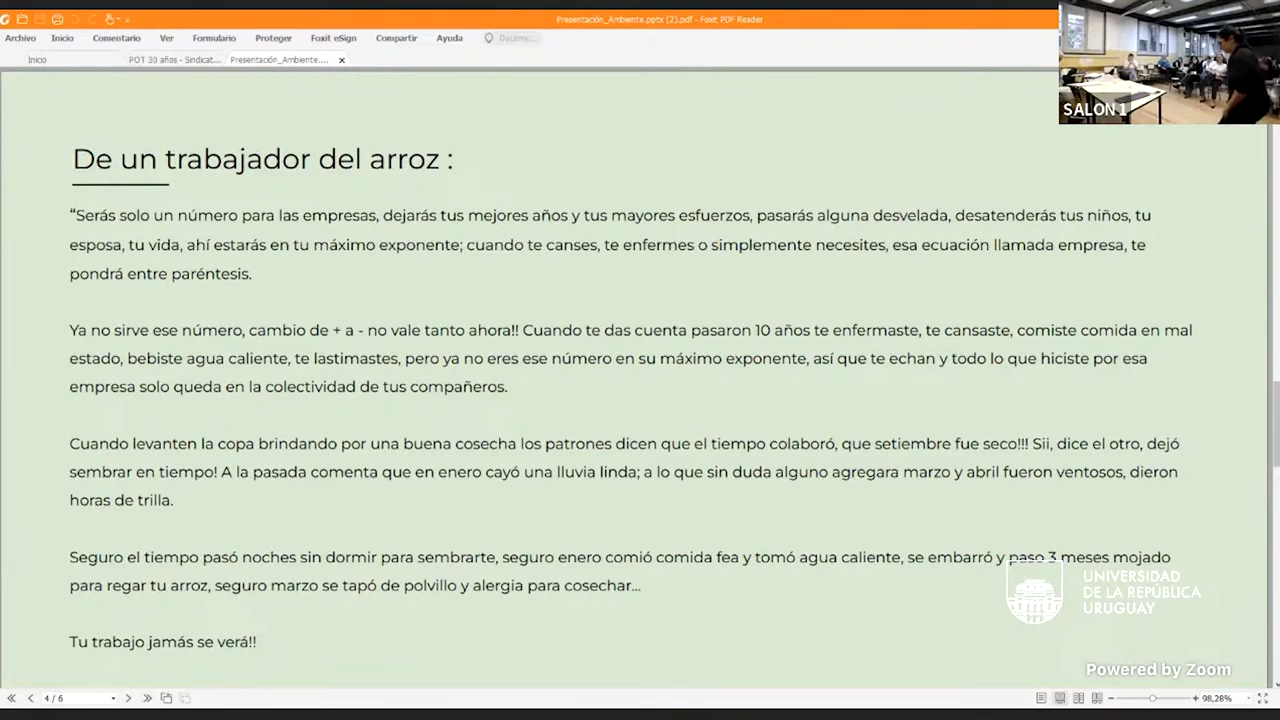 Presentación_Ambiente.pptx (2).pdf - Foxit PDF Reader
Archivo Inicio Comentario Ver Formulario Proteger Foxit eSign Compartir Ayuda Decirme...
Inicio POT 30 años - Sindicat... Presentación_Ambiente....
SALON 1
De un trabajador del arroz :
“Serás solo un número para las empresas, dejarás tus mejores años y tus mayores esfuerzos, pasarás alguna desvelada, desatenderás tus niños, tu
esposa, tu vida, ahí estarás en tu máximo exponente; cuando te canses, te enfermes o simplemente necesites, esa ecuación llamada empresa, te
pondrá entre paréntesis.
Ya no sirve ese número, cambio de + a - no vale tanto ahora!! Cuando te das cuenta pasaron 10 años te enfermaste, te cansaste, comiste comida en mal
estado, bebiste agua caliente, te lastimastes, pero ya no eres ese número en su máximo exponente, así que te echan y todo lo que hiciste por esa
empresa solo queda en la colectividad de tus compañeros.
Cuando levanten la copa brindando por una buena cosecha los patrones dicen que el tiempo colaboró, que setiembre fue seco!!! Sii, dice el otro, dejó
sembrar en tiempo! A la pasada comenta que en enero cayó una lluvia linda; a lo que sin duda alguno agregara marzo y abril fueron ventosos, dieron
horas de trilla.
Seguro el tiempo pasó noches sin dormir para sembrarte, seguro enero comió comida fea y tomó agua caliente, se embarró y paso 3 meses mojado
para regar tu arroz, seguro marzo se tapó de polvillo y alergia para cosechar...
Tu trabajo jamás se verá!!
UNIVERSIDAD
DE LA REPÚBLICA
URUGUAY
Powered by Zoom
4 / 6
98,28%